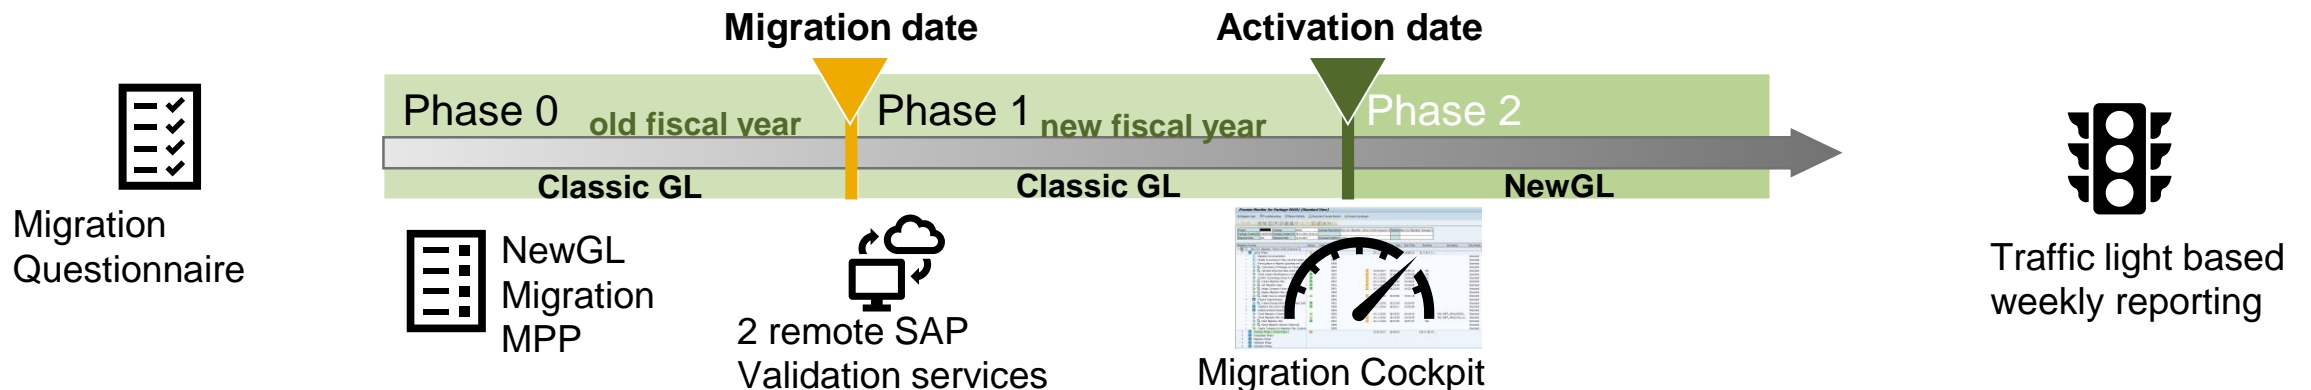 Migration date
Activation date
Phase 0
old fiscal year
Phase 1
new fiscal year
Phase 2
Classic GL
Classic GL
NewGL
Migration
Questionnaire
NewGL
Migration
MPP
2 remote SAP
Validation services
Migration Cockpit
Traffic light based
weekly reporting